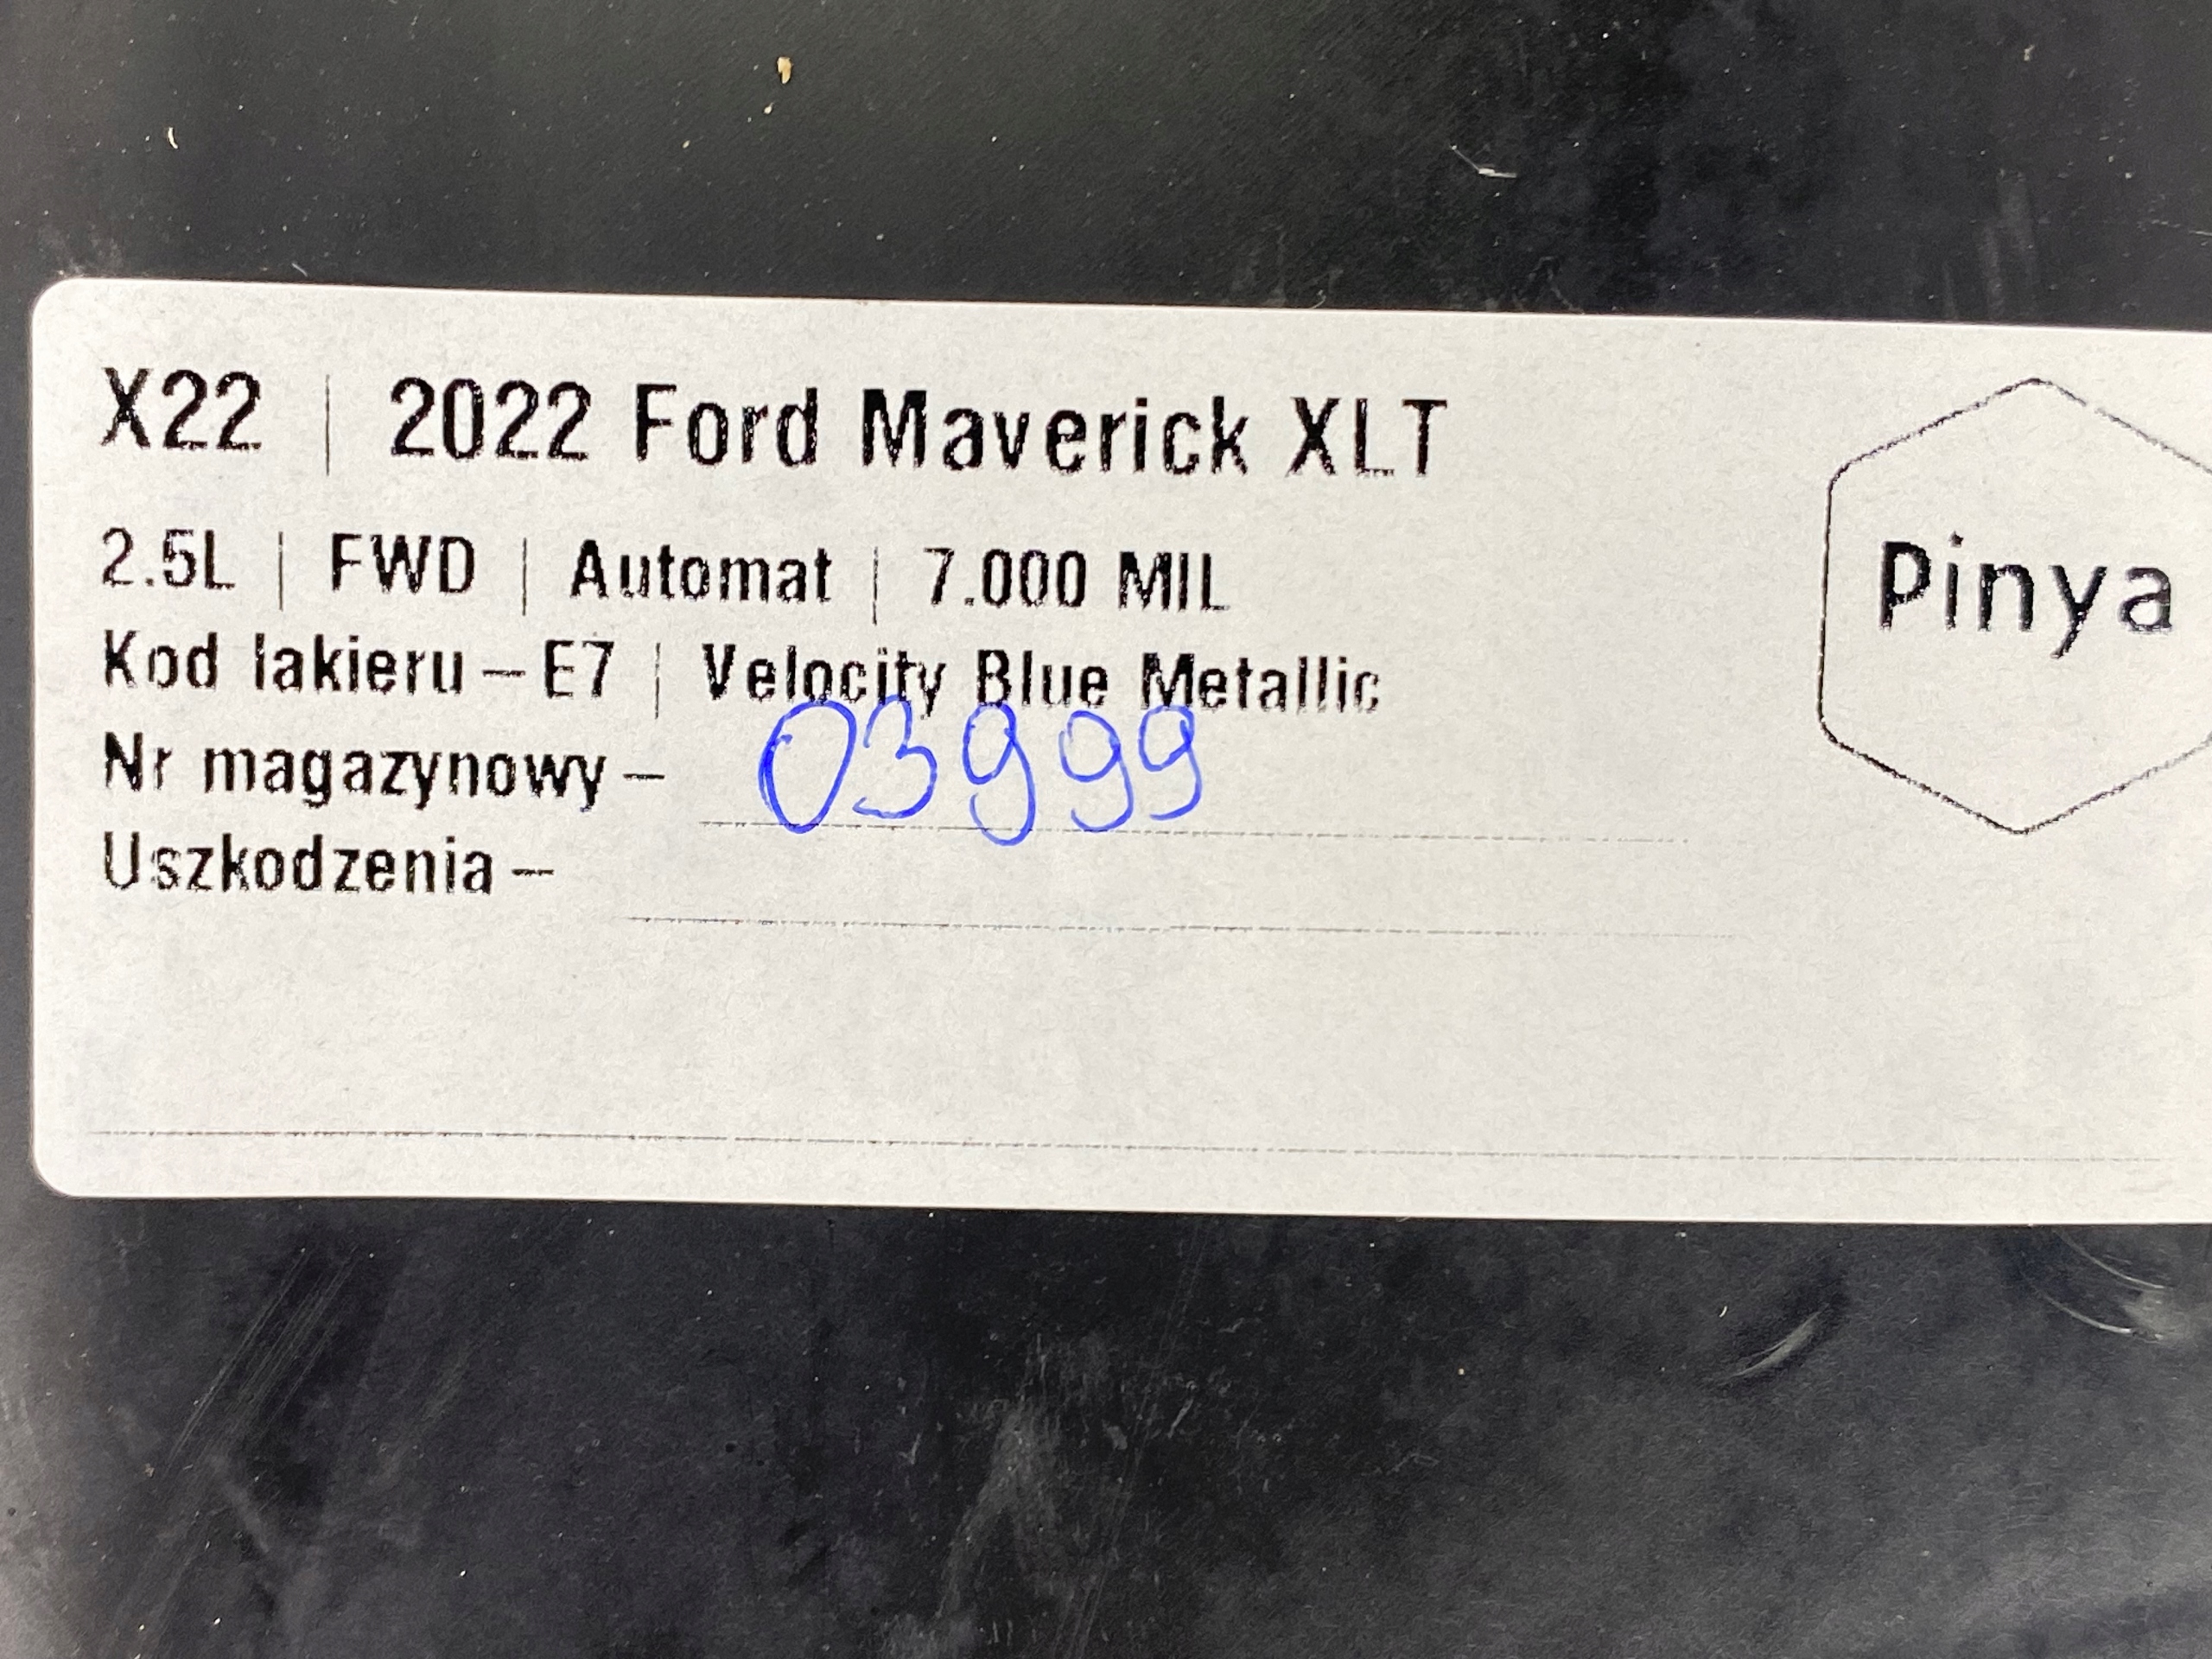 X22 | 2022 Ford Maverick XLT
2.5L | FWD | Automat | 7.000 MIL
Kod lakieru – E7 | Velocity Blue Metallic
Nr magazynowy – 03999
Uszkodzenia –
Pinya